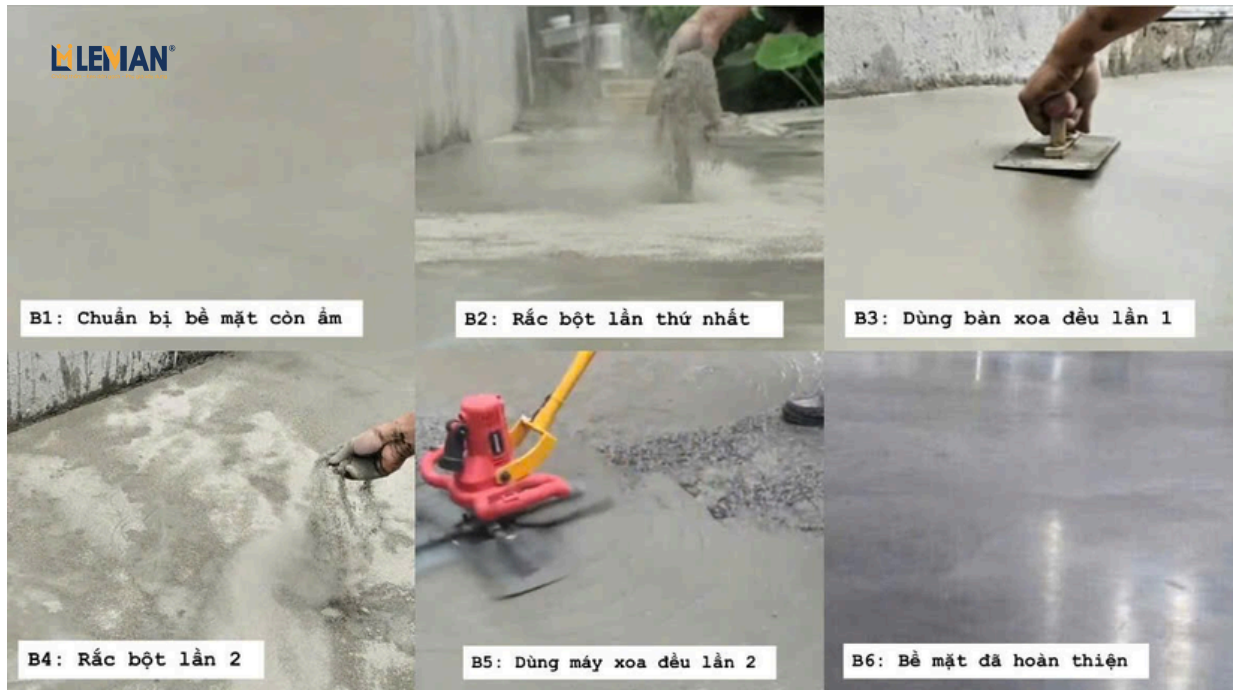 LEMAN®
B1: Chuẩn bị bề mặt còn ẩm
B2: Rắc bột lần thứ nhất
B3: Dùng bàn xoa đều lần 1
B4: Rắc bột lần 2
B5: Dùng máy xoa đều lần 2
B6: Bề mặt đã hoàn thiện